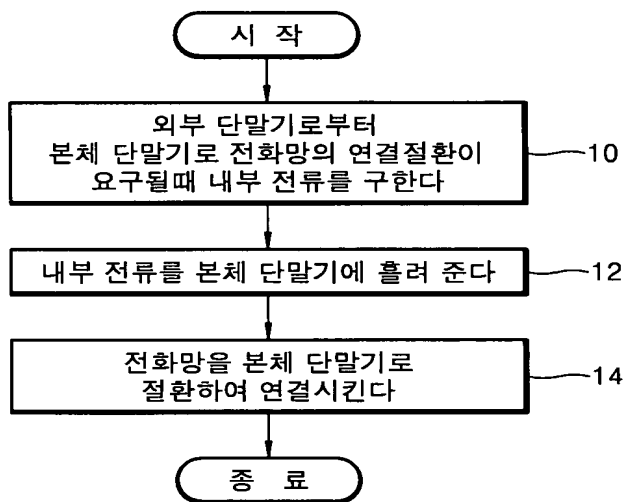 시 작
외부 단말기로부터
본체 단말기로 전화망의 연결절환이
요구될때 내부 전류를 구한다
10
내부 전류를 본체 단말기에 흘려 준다
12
전화망을 본체 단말기로
절환하여 연결시킨다
14
종 료